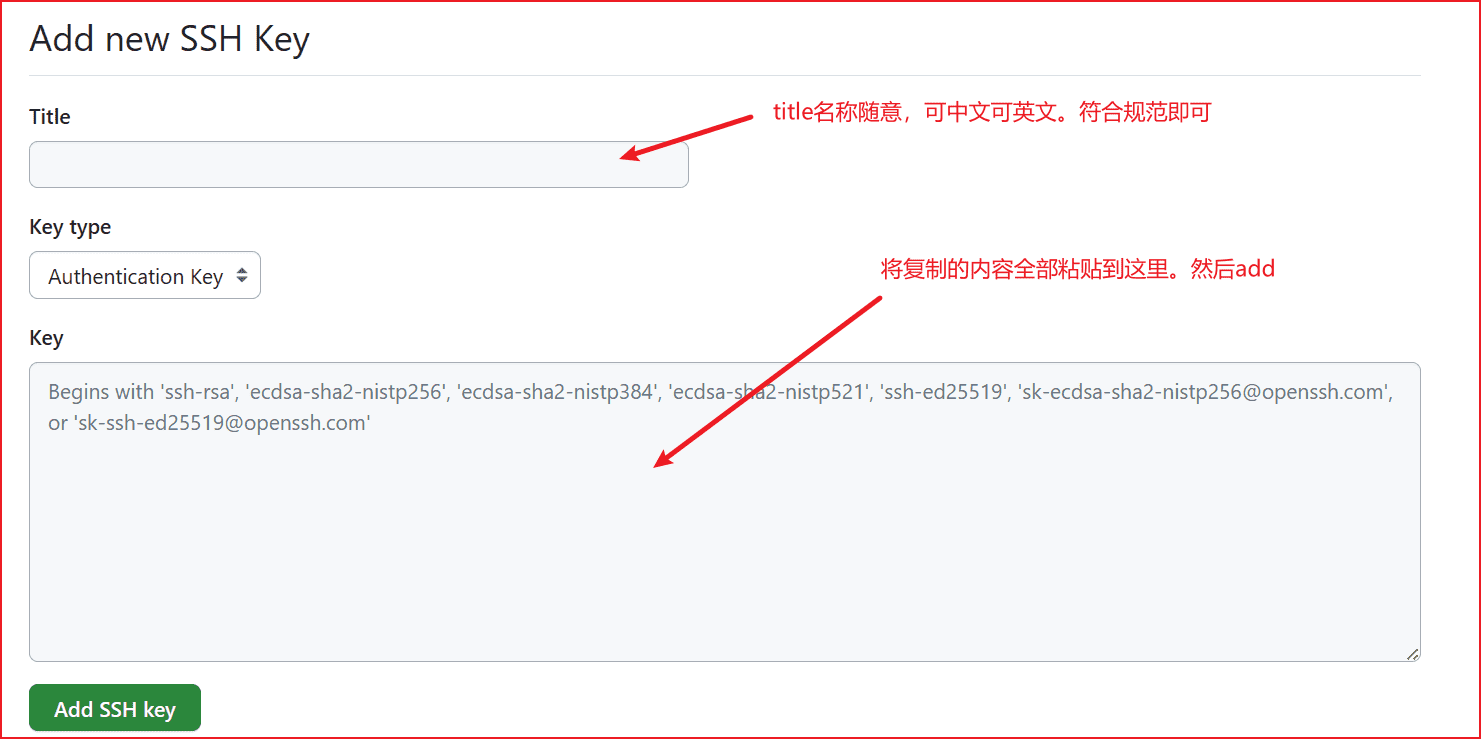 Add new SSH Key
Title
title名称随意，可中文可英文。符合规范即可
Key type
Authentication Key
将复制的内容全部粘贴到这里。然后add
Key
Begins with 'ssh-rsa', 'ecdsa-sha2-nistp256', 'ecdsa-sha2-nistp384', 'ecdsa-sha2-nistp521', 'ssh-ed25519', 'sk-ecdsa-sha2-nistp256@openssh.com',
or 'sk-ssh-ed25519@openssh.com'
Add SSH key